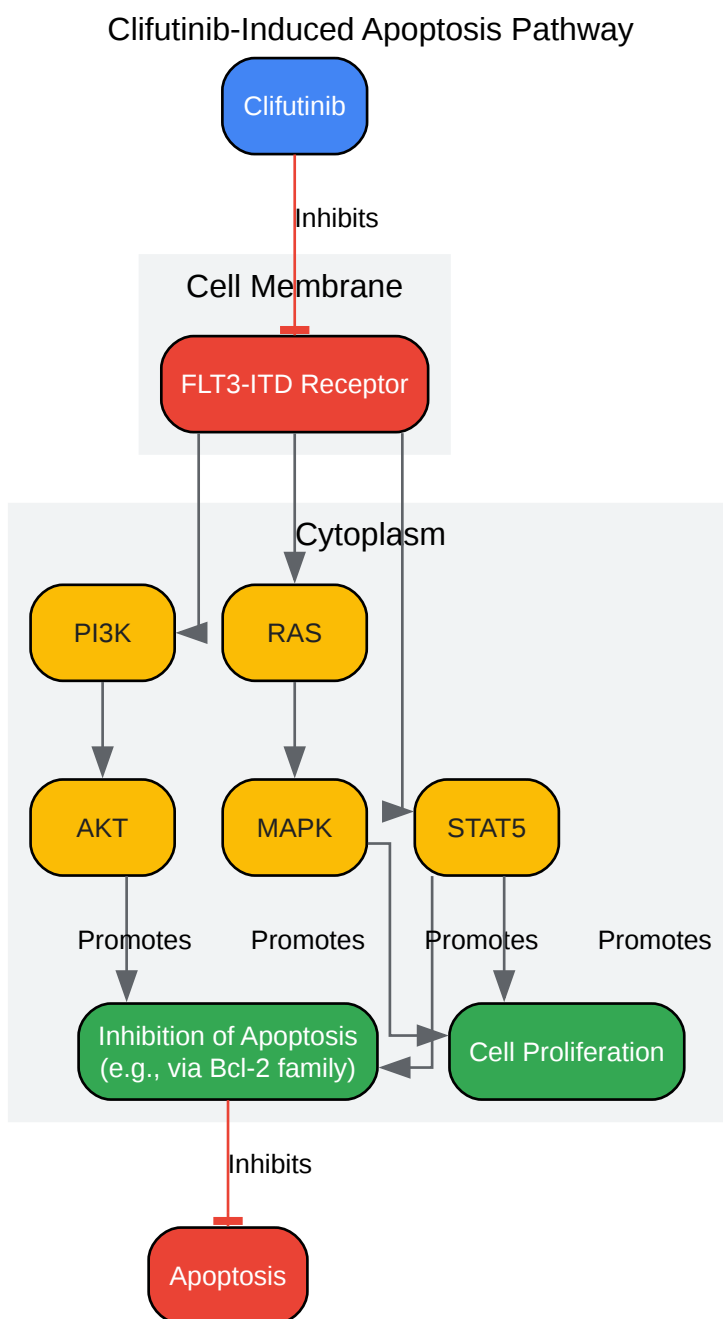 Clifutinib-Induced Apoptosis Pathway
Clifutinib
Inhibits
Cell Membrane
FLT3-ITD Receptor
Cytoplasm
PI3K
RAS
AKT
MAPK
STAT5
Promotes
Promotes
Promotes
Promotes
Inhibition of Apoptosis
(e.g., via Bcl-2 family)
Cell Proliferation
Inhibits
Apoptosis